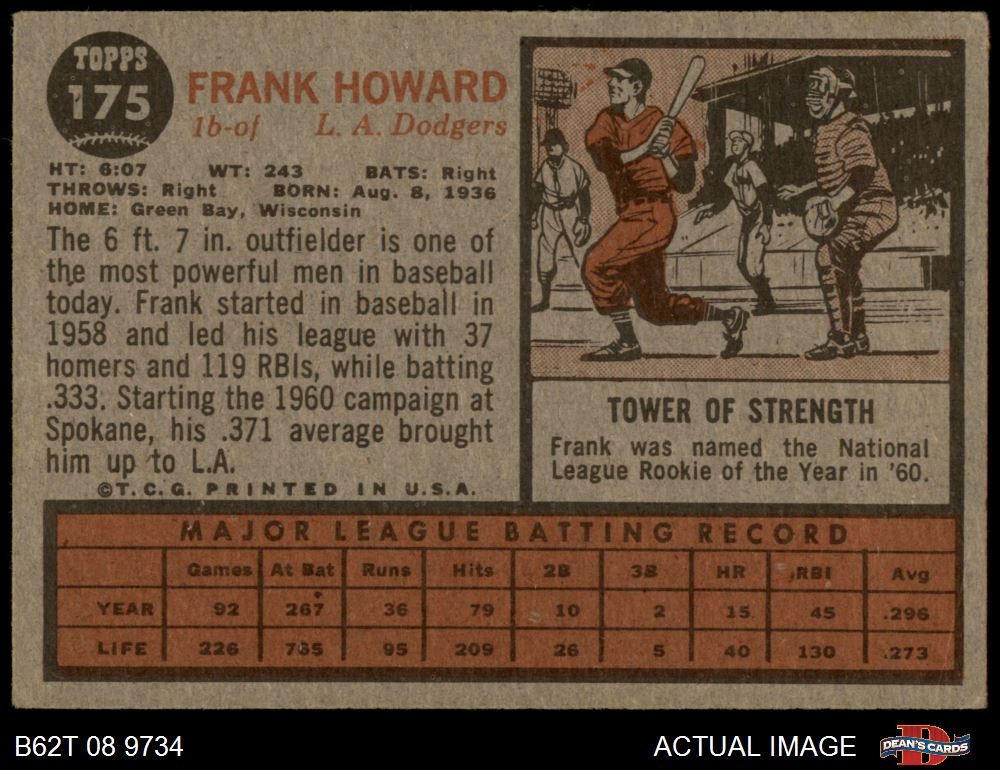 TOPPS
175
FRANK HOWARD
1b-of L. A. Dodgers
HT: 6:07 WT: 243 BATS: Right
THROWS: Right BORN: Aug. 8, 1936
HOME: Green Bay, Wisconsin
The 6 ft. 7 in. outfielder is one of
the most powerful men in baseball
today. Frank started in baseball in
1958 and led his league with 37
homers and 119 RBIs, while batting
.333. Starting the 1960 campaign at
Spokane, his .371 average brought
him up to L.A.
©T.C.G. PRINTED IN U.S.A.
TOWER OF STRENGTH
Frank was named the National
League Rookie of the Year in '60.
MAJOR LEAGUE BATTING RECORD
Games At Bat Runs Hits 2B 3B HR RBI Avg
YEAR 92 267 36 79 10 2 15 45 .296
LIFE 226 765 95 209 26 5 40 130 .273
B62T 08 9734
ACTUAL IMAGE
D
DEAN'S CARDS